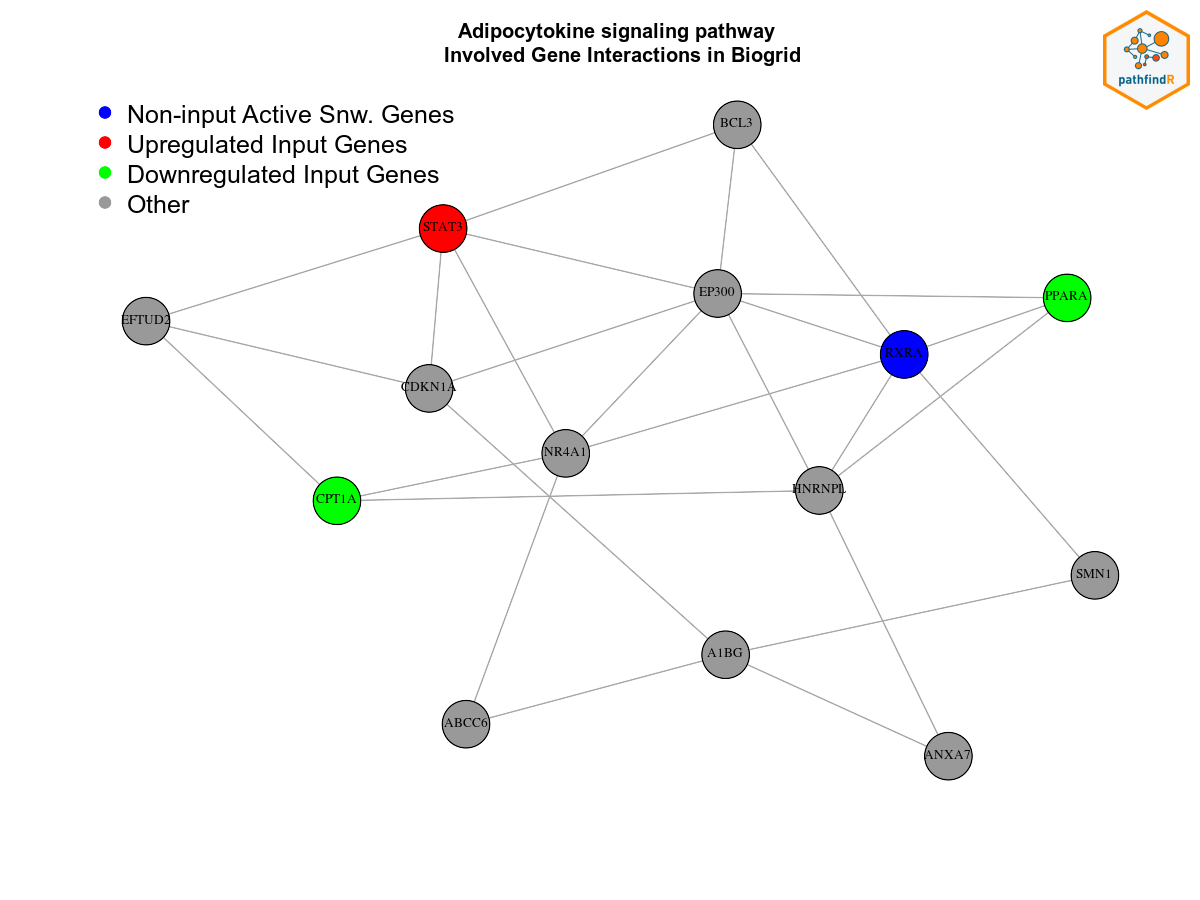 Adipocytokine signaling pathway
Involved Gene Interactions in Biogrid
pathfindR
Non-input Active Snw. Genes
Upregulated Input Genes
Downregulated Input Genes
Other
BCL3
STAT3
EP300
PPARA
EFTUD2
RXRA
CDKN1A
NR4A1
HNRNPL
CPT1A
SMN1
A1BG
ABCC6
ANXA7